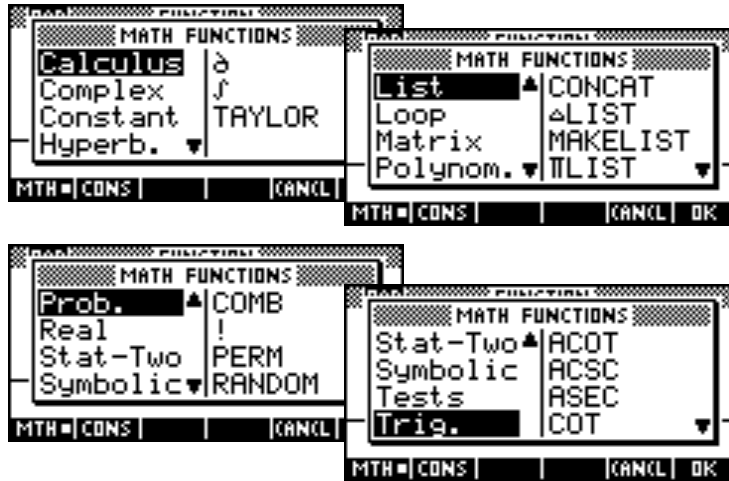 MATH FUNCTIONS
Calculus ∂
Complex ∫
Constant TAYLOR
Hyperb. ▼
MTH▪ CONS CANCL
MATH FUNCTIONS
List ▲ CONCAT
Loop △LIST
Matrix MAKELIST
Polynom. ▼ ΠLIST ▼
MTH▪ CONS CANCL OK
MATH FUNCTIONS
Prob. ▲ COMB
Real !
Stat-Two PERM
Symbolic ▼ RANDOM
MTH▪ CONS CANCL
MATH FUNCTIONS
Stat-Two ▲ ACOT
Symbolic ACSC
Tests ASEC
Trig. COT ▼
MTH▪ CONS CANCL OK